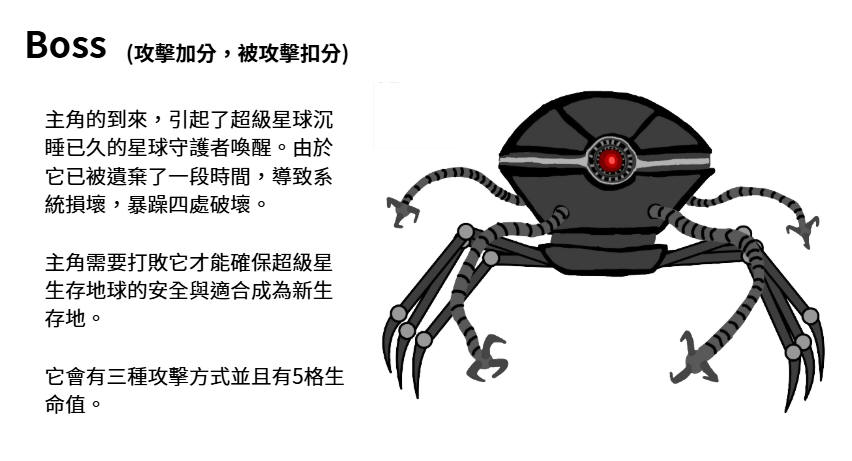 Boss (攻擊加分，被攻擊扣分)
主角的到來，引起了超級星球沉
睡已久的星球守護者喚醒。由於
它已被遺棄了一段時間，導致系
統損壞，暴躁四處破壞。
主角需要打敗它才能確保超級星
生存地球的安全與適合成為新生
存地。
它會有三種攻擊方式並且有5格生
命值。